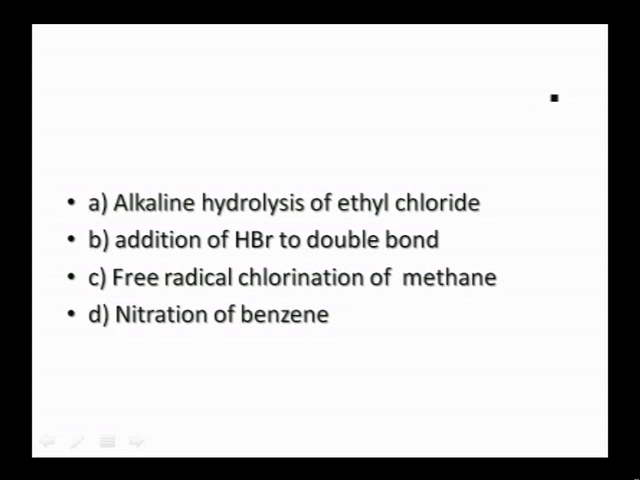 .
• a) Alkaline hydrolysis of ethyl chloride
• b) addition of HBr to double bond
• c) Free radical chlorination of  methane
• d) Nitration of benzene